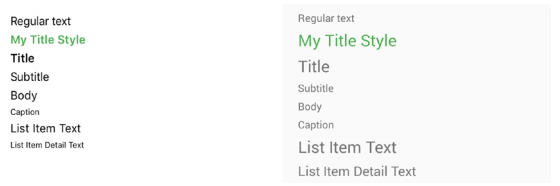 Regular text
My Title Style
Title
Subtitle
Body
Caption
List Item Text
List Item Detail Text
Regular text
My Title Style
Title
Subtitle
Body
Caption
List Item Text
List Item Detail Text